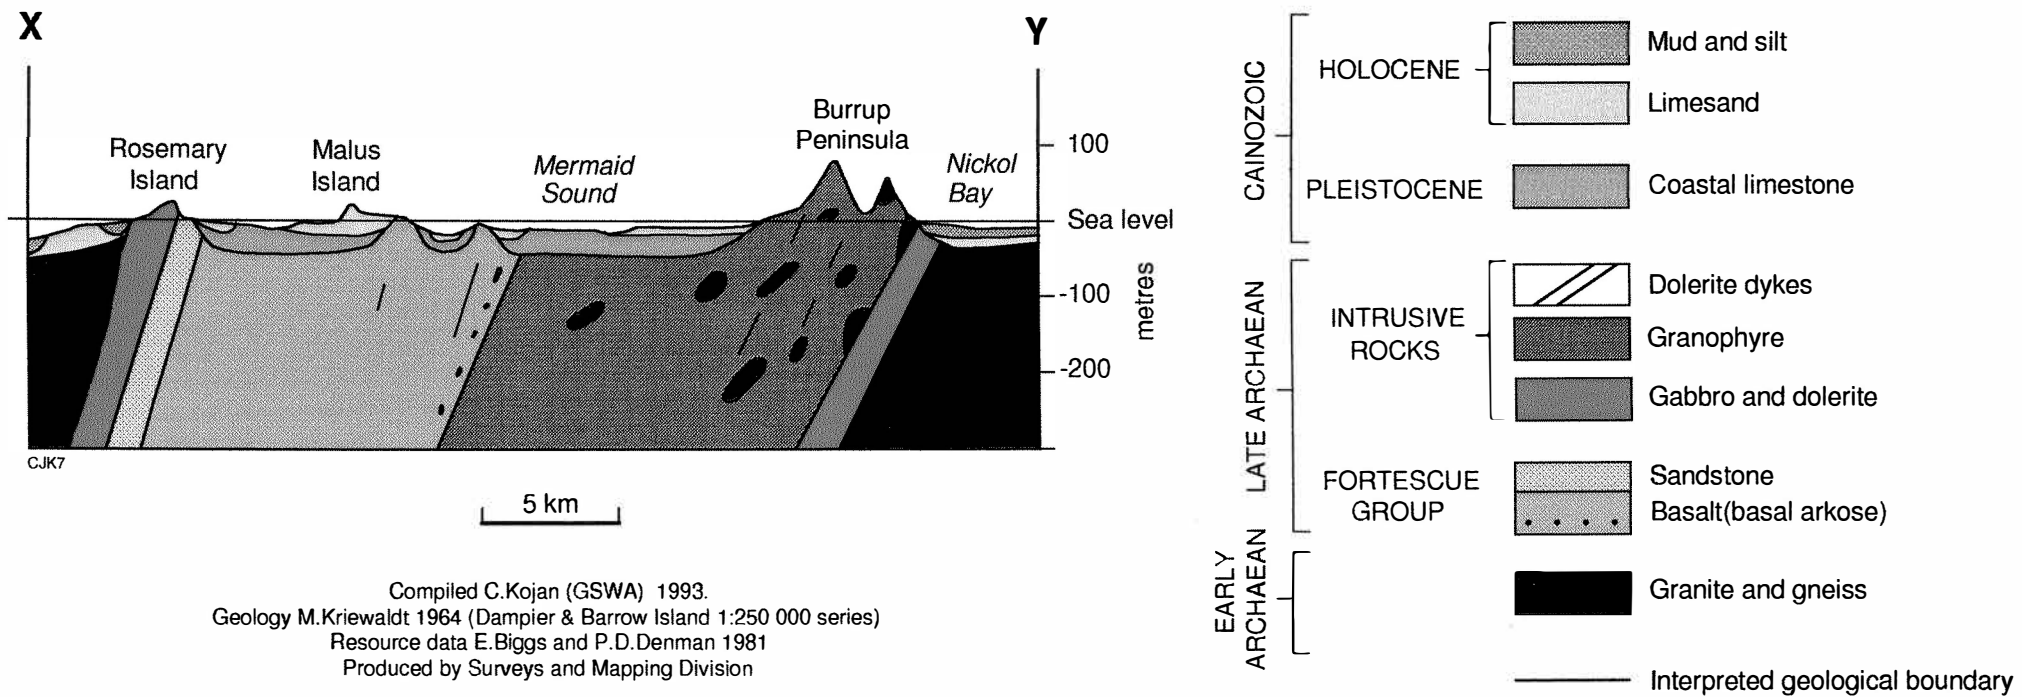 X
Y
Rosemary
Island
Malus
Island
Mermaid
Sound
Burrup
Peninsula
Nickol
Bay
100
Sea level
-100
-200
metres
CJK7
5 km
Compiled C.Kojan (GSWA) 1993.
Geology M.Kriewaldt 1964 (Dampier & Barrow Island 1:250 000 series)
Resource data E.Biggs and P.D.Denman 1981
Produced by Surveys and Mapping Division
CAINOZOIC
HOLOCENE
Mud and silt
Limesand
PLEISTOCENE
Coastal limestone
LATE ARCHAEAN
INTRUSIVE
ROCKS
Dolerite dykes
Granophyre
Gabbro and dolerite
FORTESCUE
GROUP
Sandstone
Basalt(basal arkose)
EARLY
ARCHAEAN
Granite and gneiss
Interpreted geological boundary